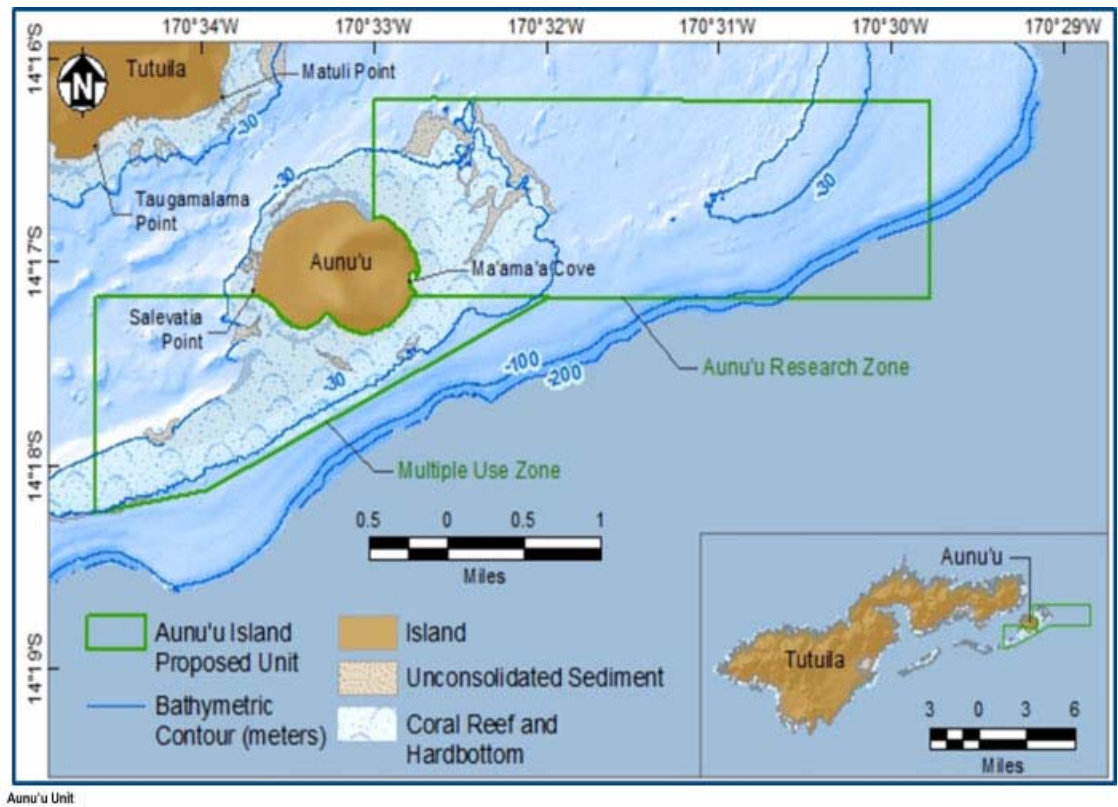 170°34'W 170°33'W 170°32'W 170°31'W 170°30'W 170°29'W
14°16'S
14°17'S
14°18'S
14°19'S
N
Tutuila
Matuli Point
-30
Taugamalama
Point
-30
-30
Aunu'u
Ma'ama'a Cove
Salevatia
Point
-30
-100
-200
Aunu'u Research Zone
Multiple Use Zone
0.5 0 0.5 1
Miles
Aunu'u Island
Proposed Unit
Bathymetric
Contour (meters)
Island
Unconsolidated Sediment
Coral Reef and
Hardbottom
Aunu'u
Tutuila
3 0 3 6
Miles
Aunu'u Unit